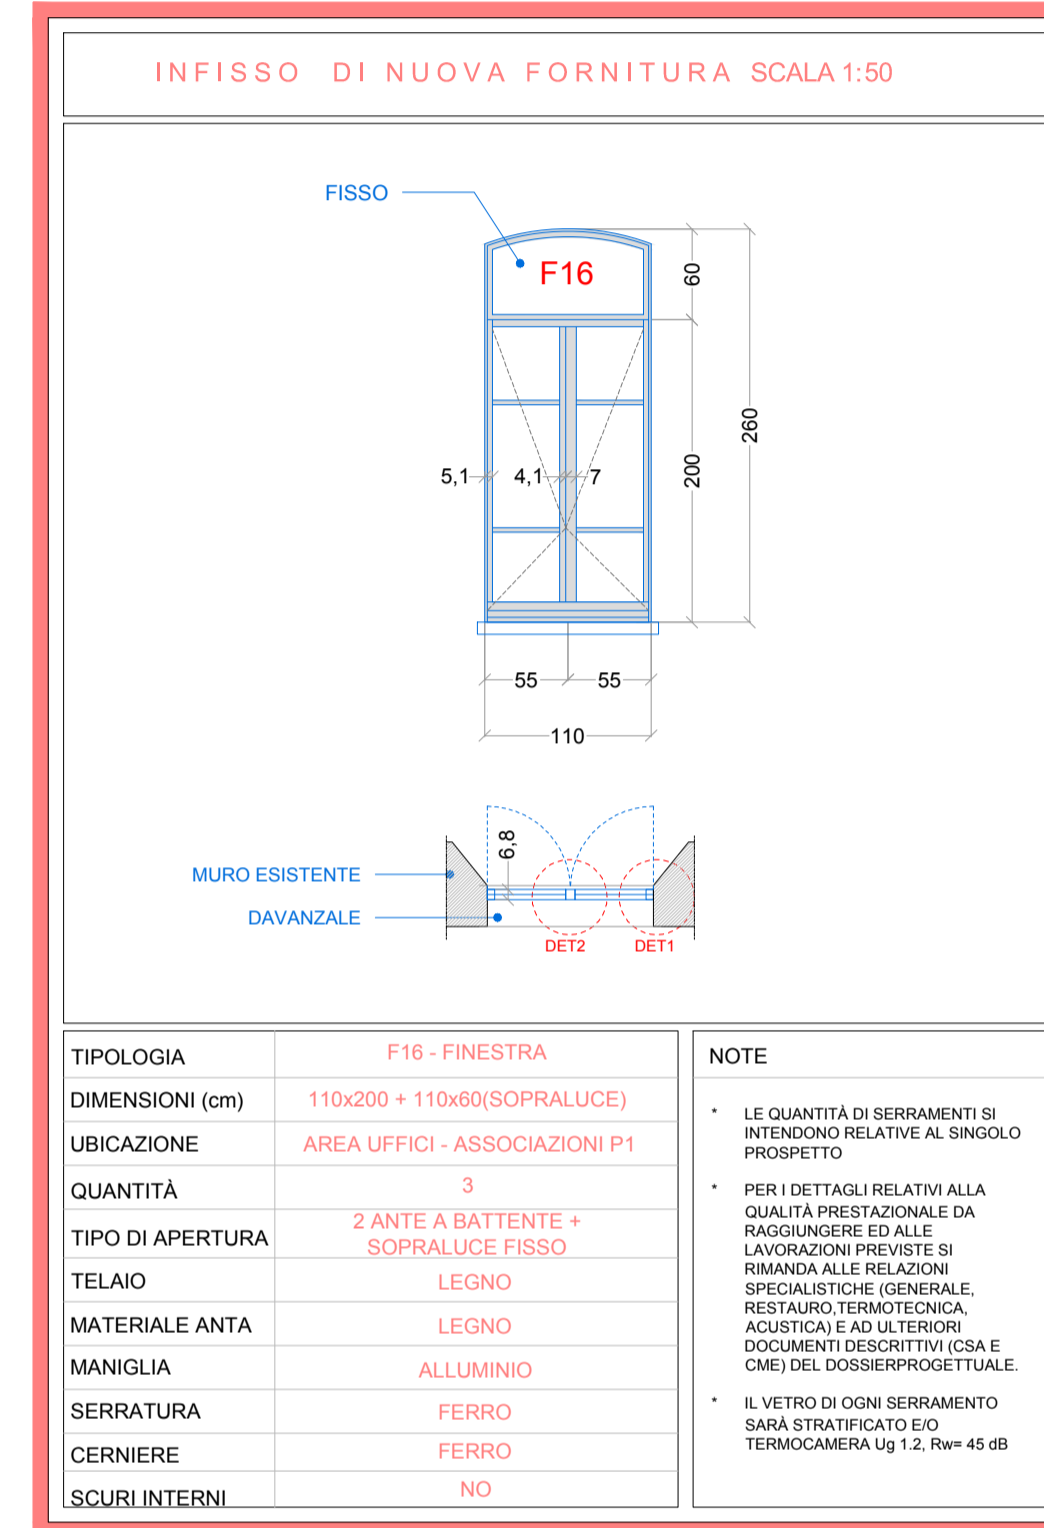 INFISSO DI NUOVA FORNITURA SCALA 1:50
FISSO
F16
60
260
200
5,1
4,1
7
55
55
110
6,8
MURO ESISTENTE
DAVANZALE
DET2
DET1
TIPOLOGIA
F16 - FINESTRA
DIMENSIONI (cm)
110x200 + 110x60(SOPRALUCE)
UBICAZIONE
AREA UFFICI - ASSOCIAZIONI P1
QUANTITÀ
3
TIPO DI APERTURA
2 ANTE A BATTENTE +
SOPRALUCE FISSO
TELAIO
LEGNO
MATERIALE ANTA
LEGNO
MANIGLIA
ALLUMINIO
SERRATURA
FERRO
CERNIERE
FERRO
SCURI INTERNI
NO
NOTE
* LE QUANTITÀ DI SERRAMENTI SI
INTENDONO RELATIVE AL SINGOLO
PROSPETTO
* PER I DETTAGLI RELATIVI ALLA
QUALITÀ PRESTAZIONALE DA
RAGGIUNGERE ED ALLE
LAVORAZIONI PREVISTE SI
RIMANDA ALLE RELAZIONI
SPECIALISTICHE (GENERALE,
RESTAURO,TERMOTECNICA,
ACUSTICA) E AD ULTERIORI
DOCUMENTI DESCRITTIVI (CSA E
CME) DEL DOSSIERPROGETTUALE.
* IL VETRO DI OGNI SERRAMENTO
SARÀ STRATIFICATO E/O
TERMOCAMERA Ug 1.2, Rw= 45 dB